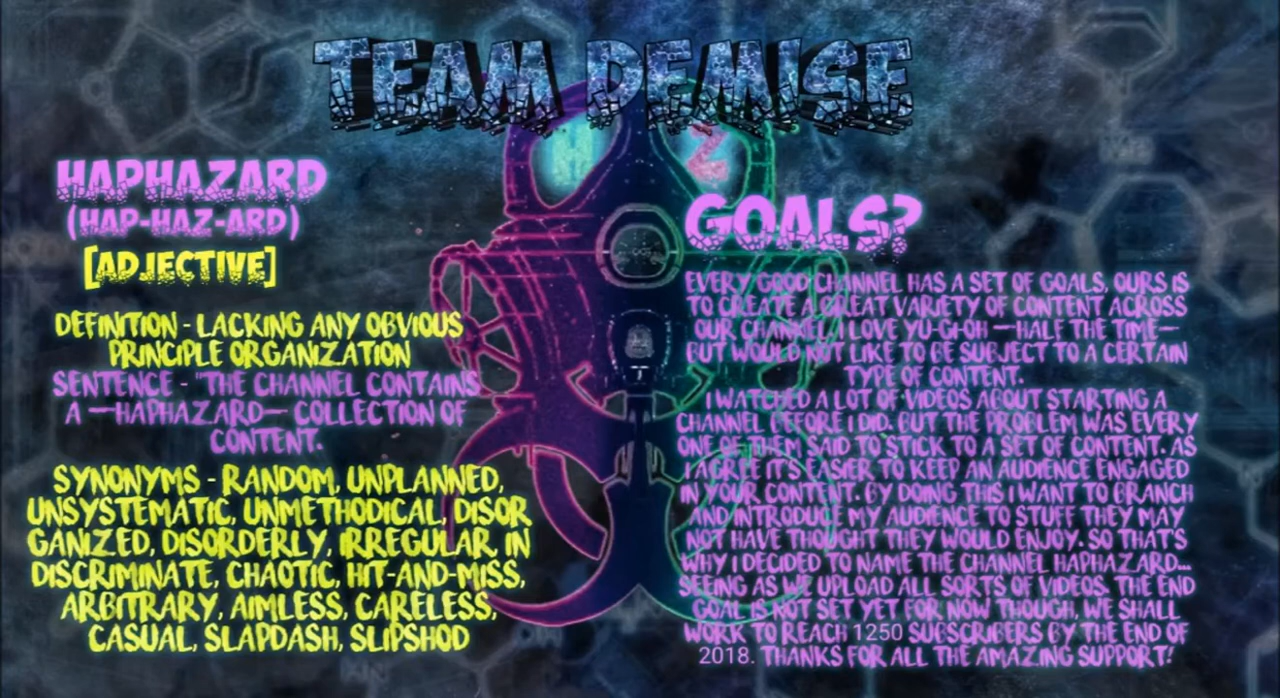 TEAM DEMISE
HAPHAZARD
(HAP-HAZ-ARD)
[ADJECTIVE]
DEFINITION - LACKING ANY OBVIOUS
PRINCIPLE ORGANIZATION
SENTENCE - "THE CHANNEL CONTAINS
A —HAPHAZARD— COLLECTION OF
CONTENT.
SYNONYMS - RANDOM, UNPLANNED,
UNSYSTEMATIC, UNMETHODICAL, DISOR
GANIZED, DISORDERLY, IRREGULAR, IN
DISCRIMINATE, CHAOTIC, HIT-AND-MISS,
ARBITRARY, AIMLESS, CARELESS,
CASUAL, SLAPDASH, SLIPSHOD
H Z
GOALS?
EVERY GOOD CHANNEL HAS A SET OF GOALS, OURS IS
TO CREATE A GREAT VARIETY OF CONTENT ACROSS
OUR CHANNEL. I LOVE YU-GI-OH —HALF THE TIME—
BUT WOULD NOT LIKE TO BE SUBJECT TO A CERTAIN
TYPE OF CONTENT.
I WATCHED A LOT OF VIDEOS ABOUT STARTING A
CHANNEL BEFORE I DID. BUT THE PROBLEM WAS EVERY
ONE OF THEM SAID TO STICK TO A SET OF CONTENT. AS
I AGREE IT'S EASIER TO KEEP AN AUDIENCE ENGAGED
IN YOUR CONTENT. BY DOING THIS I WANT TO BRANCH
AND INTRODUCE MY AUDIENCE TO STUFF THEY MAY
NOT HAVE THOUGHT THEY WOULD ENJOY. SO THAT'S
WHY I DECIDED TO NAME THE CHANNEL HAPHAZARD...
SEEING AS WE UPLOAD ALL SORTS OF VIDEOS. THE END
GOAL IS NOT SET YET FOR NOW THOUGH, WE SHALL
WORK TO REACH 1250 SUBSCRIBERS BY THE END OF
2018. THANKS FOR ALL THE AMAZING SUPPORT!